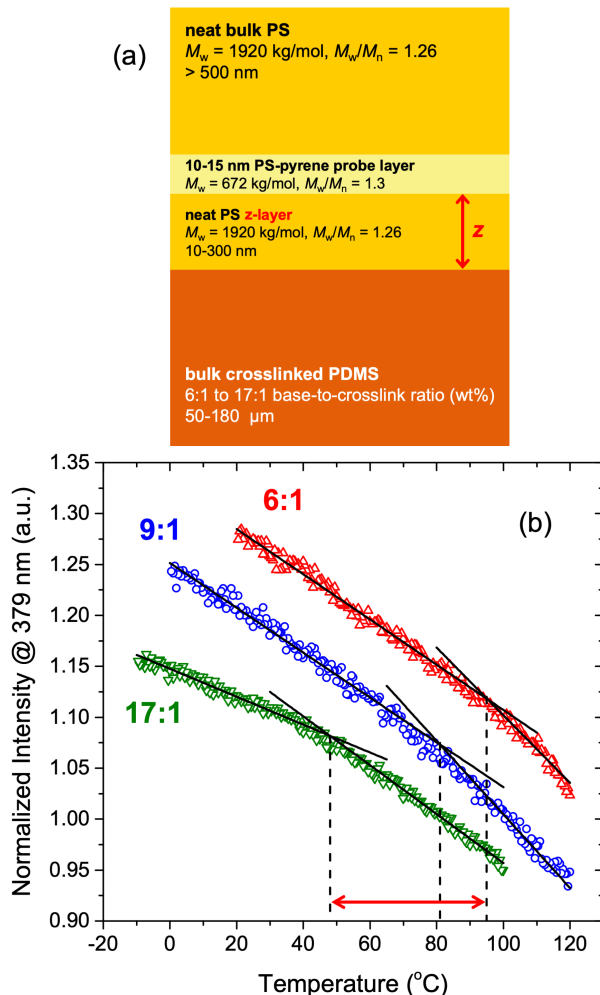 (a)
neat bulk PS
Mw = 1920 kg/mol, Mw/Mn = 1.26
> 500 nm
10-15 nm PS-pyrene probe layer
Mw = 672 kg/mol, Mw/Mn = 1.3
neat PS z-layer
Mw = 1920 kg/mol, Mw/Mn = 1.26
10-300 nm
z
bulk crosslinked PDMS
6:1 to 17:1 base-to-crosslink ratio (wt%)
50-180 μm
(b)
6:1
9:1
17:1
Normalized Intensity @ 379 nm (a.u.)
1.35
1.30
1.25
1.20
1.15
1.10
1.05
1.00
0.95
0.90
-20 0 20 40 60 80 100 120
Temperature (°C)